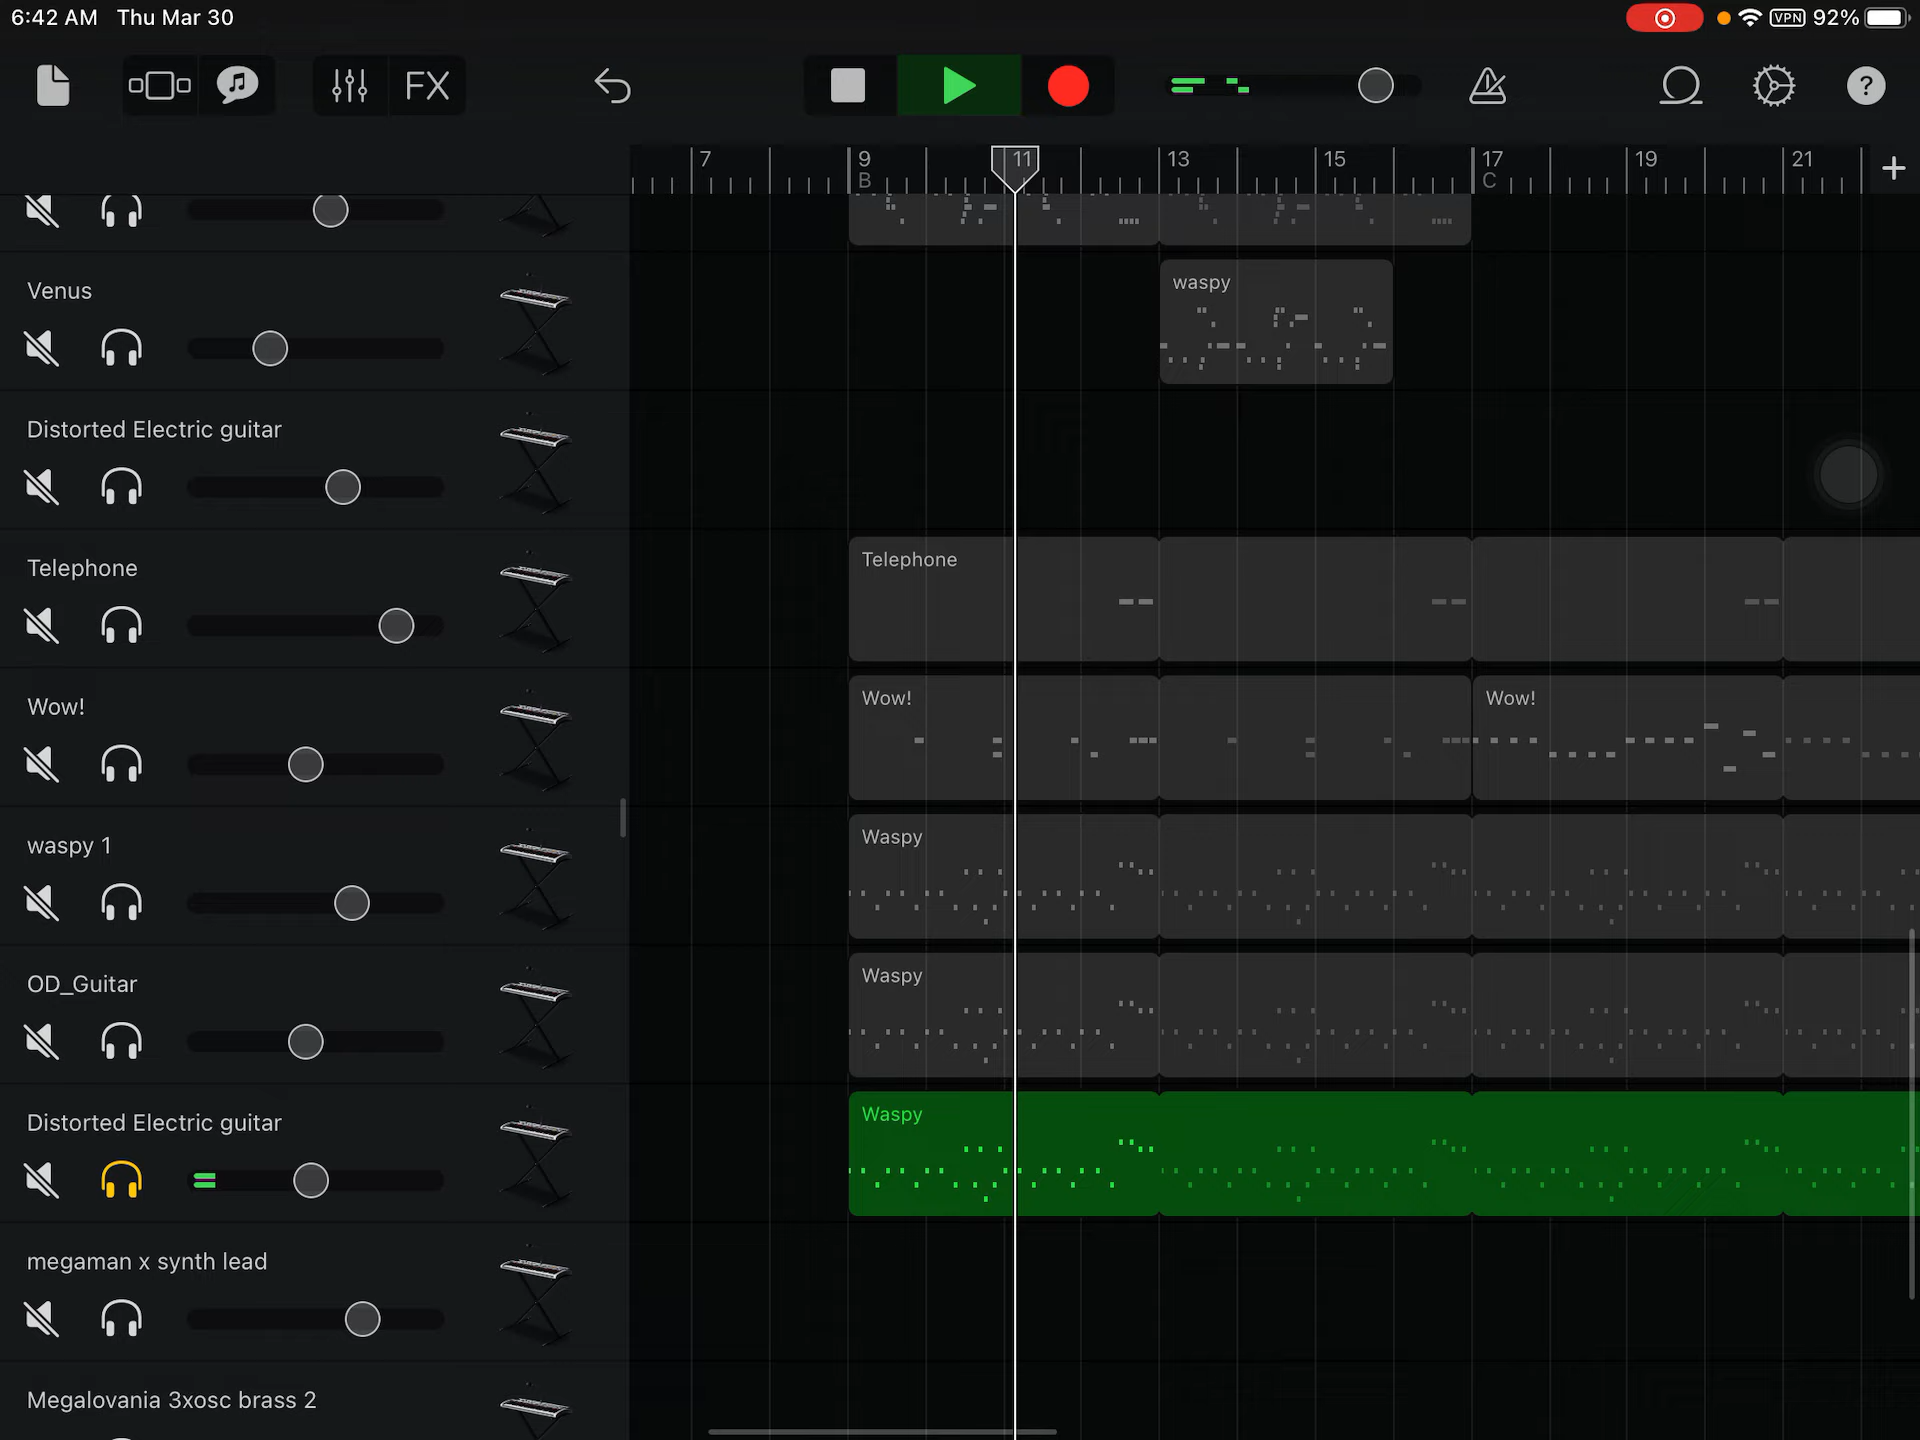 6:42 AM Thu Mar 30
VPN 92%
FX
?
7 9 11 13 15 17 19 21
B C
Venus
waspy
Distorted Electric guitar
Telephone
Telephone
Wow!
Wow! Wow!
waspy 1
Waspy
OD_Guitar
Waspy
Distorted Electric guitar
Waspy
megaman x synth lead
Megalovania 3xosc brass 2